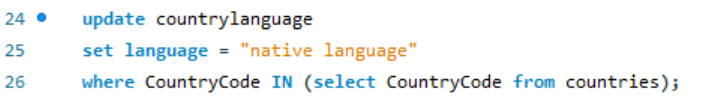 24 update countrylanguage
25 set language = "native language"
26 where CountryCode IN (select CountryCode from countries);